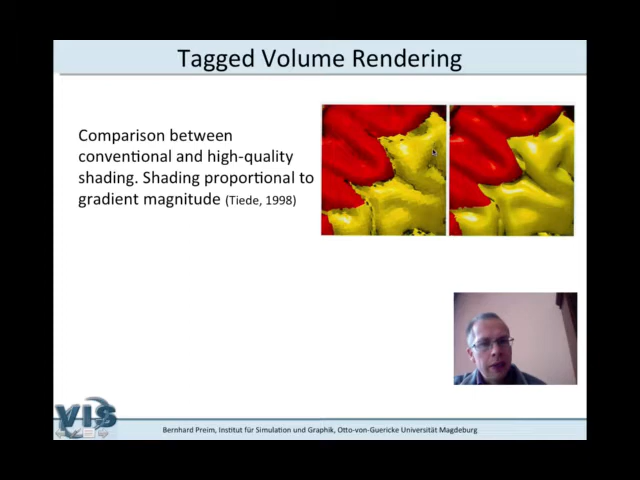 Tagged Volume Rendering
Comparison between
conventional and high-quality
shading. Shading proportional to
gradient magnitude (Tiede, 1998)
VIS
Bernhard Preim, Institut für Simulation und Graphik, Otto-von-Guericke Universität Magdeburg